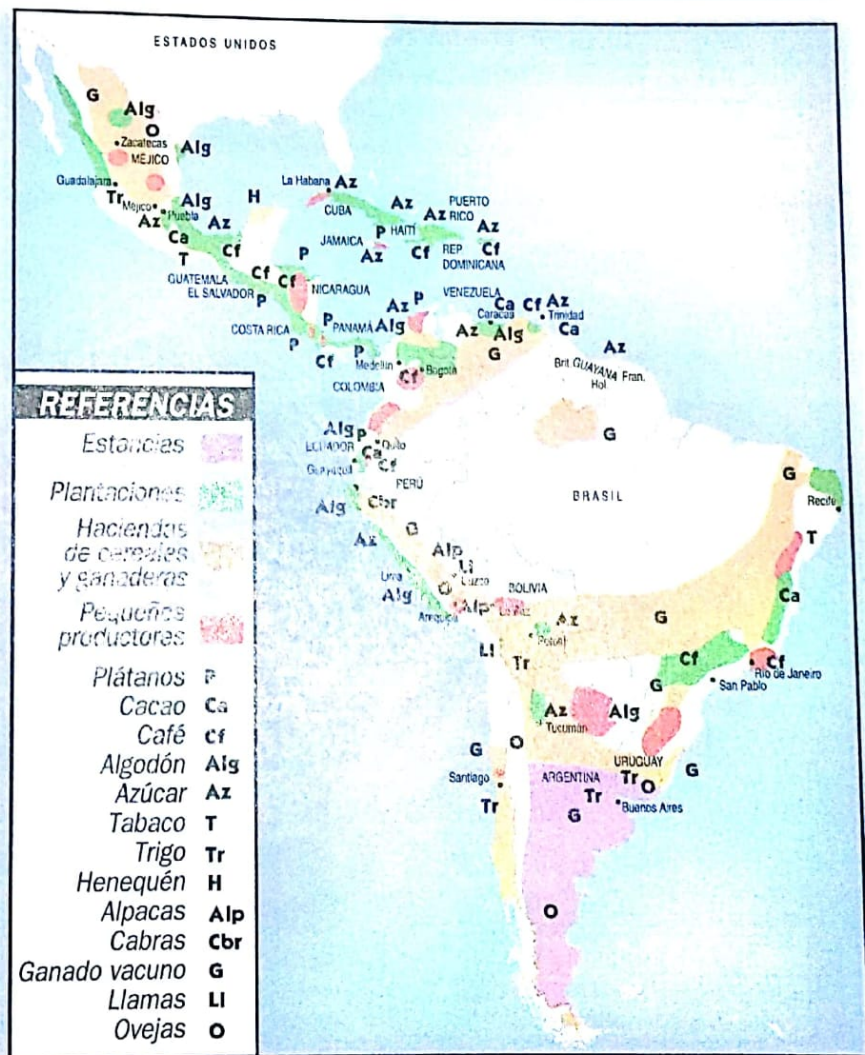 ESTADOS UNIDOS
G
Alg
O
Zacatecas
MÉJICO
Alg
Guadalajara
Tr
Méjico
Alg
Puebla
Az
Az
H
Ca
Cf
T
La Habana
Az
CUBA
Az
PUERTO
RICO
Az
Az
P
HAITÍ
JAMAICA
Az
Cf
REP
DOMINICANA
Cf
P
GUATEMALA
Cf
Cf
EL SALVADOR
P
NICARAGUA
COSTA RICA
P
PANAMÁ
P
Cf
P
Az
P
Alg
VENEZUELA
Ca
Cf
Az
Caracas
Trinidad
Az
Alg
Ca
G
Az
Brit. GUAYANA Fran.
Hol
Medellín
Bogotá
Cf
COLOMBIA
Alg
P
Quito
ECUADOR
Ca
Cf
PERÚ
Alg
Cbr
G
Az
Alp
Ll
Lima
Alg
O
Alp
BOLIVIA
La Paz
Az
Potosí
Ll
Tr
G
BRASIL
G
Recife
T
Ca
G
Cf
Cf
Río de Janeiro
San Pablo
G
Az
Alg
Tucumán
O
G
Santiago
Tr
ARGENTINA
URUGUAY
Tr
O
G
Tr
Buenos Aires
G
O
REFERENCIAS
Estancias
Plantaciones
Haciendas
de cereales
y ganaderas
Pequeños
productores
Plátanos P
Cacao Ca
Café Cf
Algodón Alg
Azúcar Az
Tabaco T
Trigo Tr
Henequén H
Alpacas Alp
Cabras Cbr
Ganado vacuno G
Llamas Ll
Ovejas O